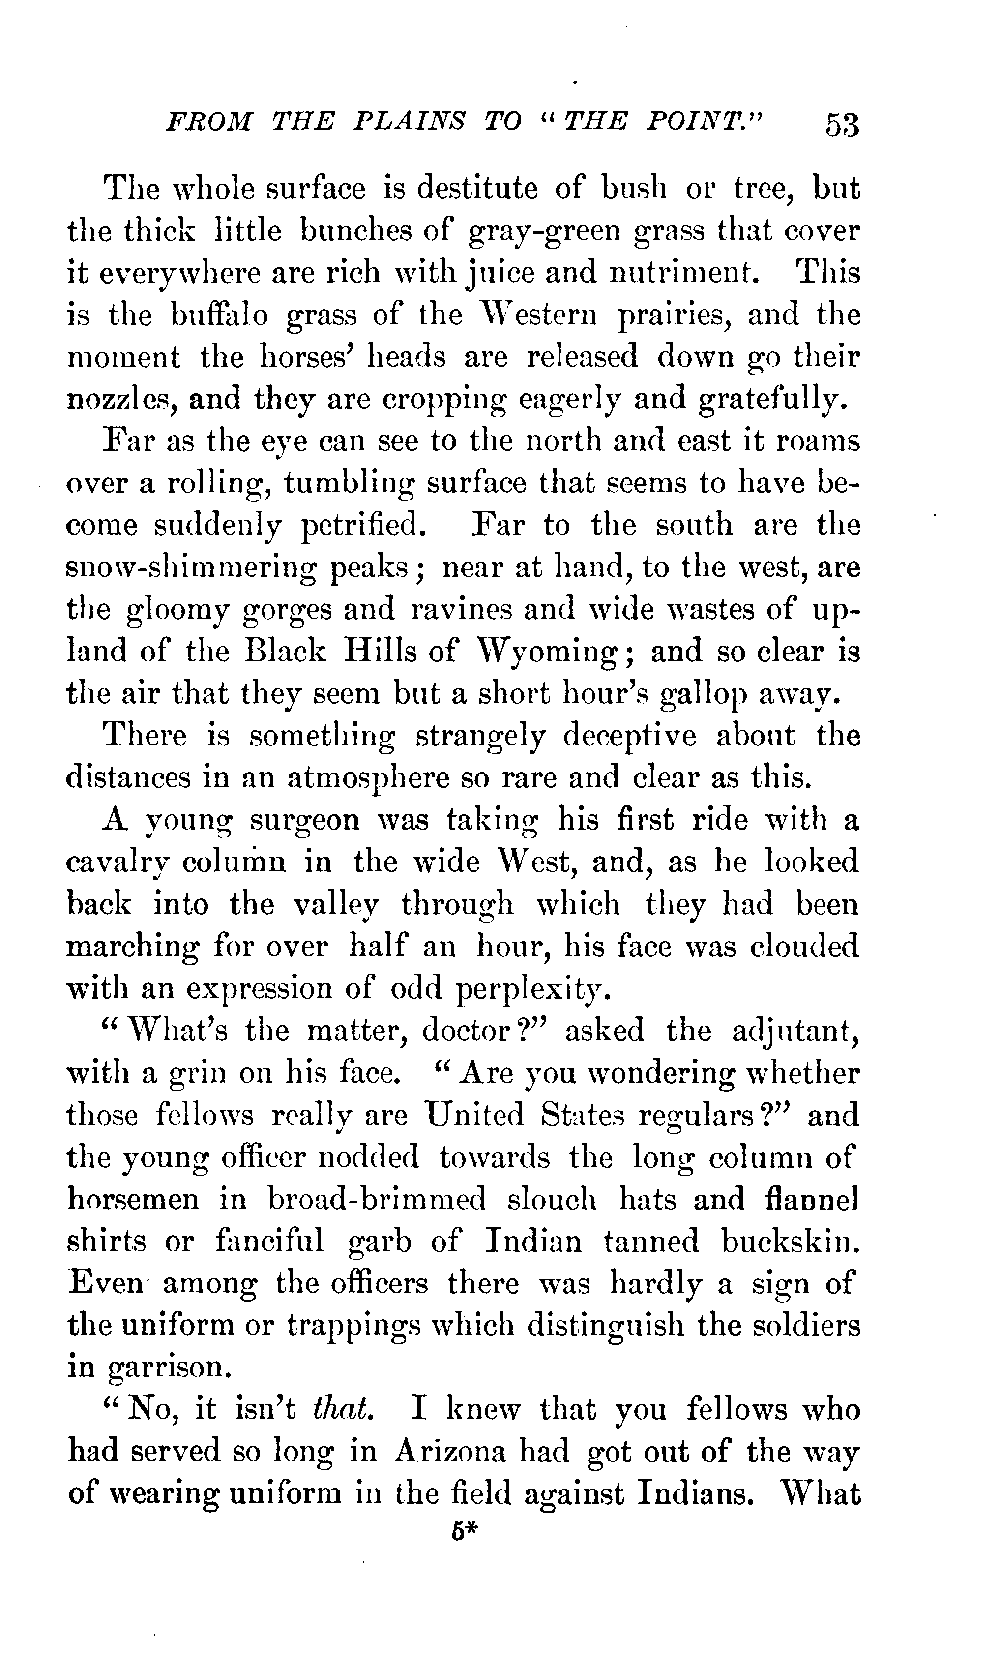 FROM THE PLAINS TO "THE POINT." 53
The whole surface is destitute of bush or tree, but
the thick little bunches of gray-green grass that cover
it everywhere are rich with juice and nutriment. This
is the buffalo grass of the Western prairies, and the
moment the horses' heads are released down go their
nozzles, and they are cropping eagerly and gratefully.
Far as the eye can see to the north and east it roams
over a rolling, tumbling surface that seems to have be-
come suddenly petrified. Far to the south are the
snow-shimmering peaks; near at hand, to the west, are
the gloomy gorges and ravines and wide wastes of up-
land of the Black Hills of Wyoming; and so clear is
the air that they seem but a short hour's gallop away.
There is something strangely deceptive about the
distances in an atmosphere so rare and clear as this.
A young surgeon was taking his first ride with a
cavalry column in the wide West, and, as he looked
back into the valley through which they had been
marching for over half an hour, his face was clouded
with an expression of odd perplexity.
"What's the matter, doctor?" asked the adjutant,
with a grin on his face. "Are you wondering whether
those fellows really are United States regulars?" and
the young officer nodded towards the long column of
horsemen in broad-brimmed slouch hats and flannel
shirts or fanciful garb of Indian tanned buckskin.
Even among the officers there was hardly a sign of
the uniform or trappings which distinguish the soldiers
in garrison.
"No, it isn't that. I knew that you fellows who
had served so long in Arizona had got out of the way
of wearing uniform in the field against Indians. What
5*